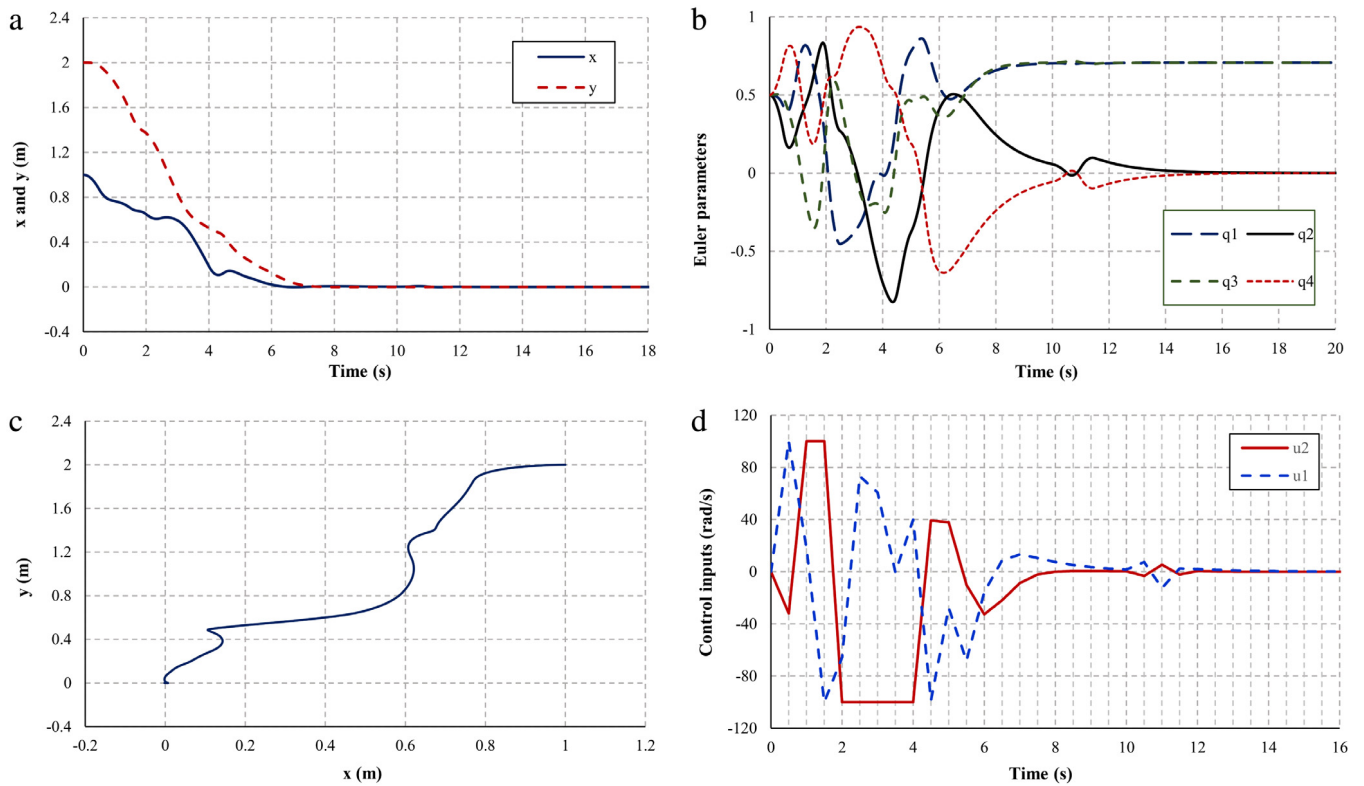 a
2.4
2
1.6
1.2
0.8
0.4
0
-0.4
x and y (m)
x
y
0 2 4 6 8 10 12 14 16 18
Time (s)
b
1
0.5
0
-0.5
-1
Euler parameters
q1 q2
q3 q4
0 2 4 6 8 10 12 14 16 18 20
Time (s)
c
2.4
2
1.6
1.2
0.8
0.4
0
-0.4
y (m)
-0.2 0 0.2 0.4 0.6 0.8 1 1.2
x (m)
d
120
80
40
0
-40
-80
-120
Control inputs (rad/s)
u2
u1
0 2 4 6 8 10 12 14 16
Time (s)